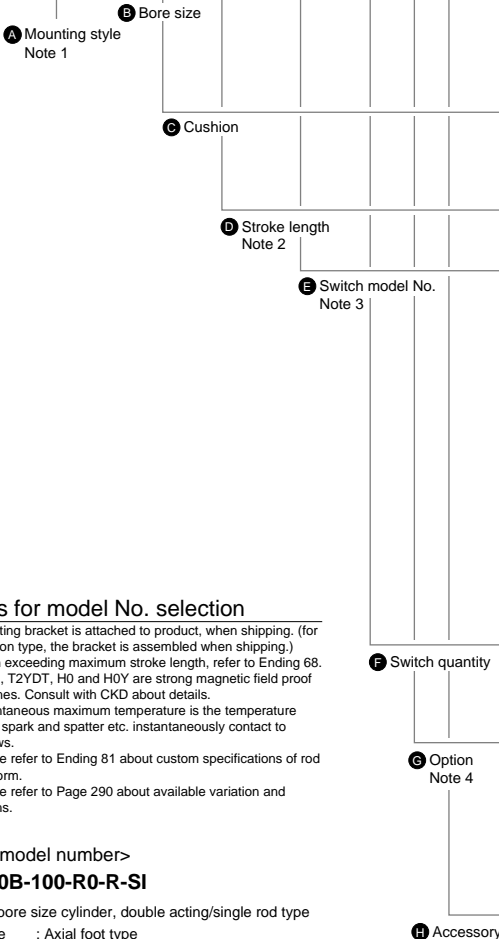 B Bore size
A Mounting style
Note 1
C Cushion
D Stroke length
Note 2
E Switch model No.
Note 3
s for model No. selection
ting bracket is attached to product, when shipping. (for
on type, the bracket is assembled when shipping.)
exceeding maximum stroke length, refer to Ending 68.
, T2YDT, H0 and H0Y are strong magnetic field proof
nes. Consult with CKD about details.
ntaneous maximum temperature is the temperature
spark and spatter etc. instantaneously contact to
ws.
e refer to Ending 81 about custom specifications of rod
orm.
e refer to Page 290 about available variation and
ns.
F Switch quantity
G Option
Note 4
model number>
0B-100-R0-R-SI
bore size cylinder, double acting/single rod type
e : Axial foot type
H Accessory